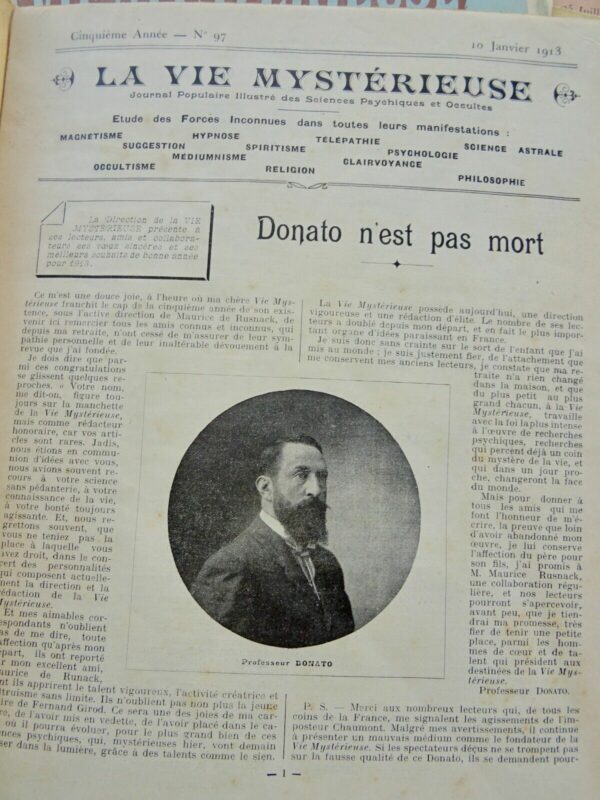 Cinquième Année — N° 97
10 Janvier 1913
LA VIE MYSTÉRIEUSE
Journal Populaire Illustré des Sciences Psychiques et Occultes
Etude des Forces Inconnues dans toutes leurs manifestations :
MAGNÉTISME HYPNOSE TÉLÉPATHIE SCIENCE ASTRALE
SUGGESTION SPIRITISME PSYCHOLOGIE
MÉDIUMNISME CLAIRVOYANCE
OCCULTISME RELIGION PHILOSOPHIE
La Direction de la VIE
MYSTÉRIEUSE présente à
ses lecteurs, amis et collabora-
teurs ses vœux sincères et ses
meilleurs souhaits de bonne année
pour 1913.
Donato n'est pas mort
Ce m'est une douce joie, à l'heure où ma chère Vie Mys-
térieuse franchit le cap de la cinquième année de son exis-
tence, sous l'active direction de Maurice de Rusnack, de
venir ici remercier tous les amis connus et inconnus, qui
depuis ma retraite, n'ont cessé de m'assurer de leur sym-
pathie personnelle et de leur inaltérable dévouement à la
revue que j'ai fondée.
Je dois dire que par-
mi ces congratulations
se glissent quelques re-
proches. « Votre nom,
me dit-on, figure tou-
jours sur la manchette
de la Vie Mystérieuse,
mais comme rédacteur
honoraire, car vos arti-
cles sont rares. Jadis,
nous étions en commu-
nion d'idées avec vous,
nous avions souvent re-
cours à votre science
sans pédanterie, à votre
connaissance de la vie,
à votre bonté toujours
agissante. Et, nous re-
grettons souvent, que
vous ne teniez pas la
place à laquelle vous
avez droit, dans le con-
cert des personnalités
qui composent actuelle-
ment la direction et la
rédaction de la Vie
Mystérieuse.
Et mes aimables cor-
respondants n'oublient
pas de me dire, toute
l'affection qu'après mon
départ, ils ont reporté
sur mon excellent ami,
Maurice de Runack,
dont ils apprirent le talent vigoureux, l'activité créatrice et
l'altruisme sans limite. Ils n'oublient pas non plus la jeune
de Fernand Girod. Ce sera une des joies de ma car-
rière, de l'avoir mis en vedette, de l'avoir placé dans le ca-
où il pourra évoluer, pour le plus grand bien de ces
sciences psychiques, qui, mystérieuses hier, vont demain
dans la lumière, grâce à des talents comme le sien.
La Vie Mystérieuse possède aujourd'hui, une direction
vigoureuse et une rédaction d'élite. Le nombre de ses lec-
teurs a doublé depuis mon départ, et en fait le plus impor-
tant organe d'idées paraissant en France.
Je suis donc sans crainte sur le sort de l'enfant que j'ai
mis au monde ; je suis justement fier, de l'attachement que
me conservent mes anciens lecteurs, je constate que ma re-
traite n'a rien changé
dans la maison, et que
du plus petit au plus
grand chacun, à la Vie
Mystérieuse, travaille
avec la foi la plus intense
à l'œuvre de recherches
psychiques, recherches
qui percent déjà un coin
du mystère de la vie, et
qui dans un jour pro-
che, changeront la face
du monde.
Mais pour donner à
tous les amis qui me
font l'honneur de m'é-
crire, la preuve que loin
d'avoir abandonné mon
œuvre, je lui conserve
l'affection du père pour
son fils, j'ai promis à
M. Maurice Rusnack,
une collaboration régu-
lière, et nos lecteurs
pourront s'apercevoir,
avant peu, que je tien-
drai ma promesse, très
fier de tenir une petite
place, parmi les hom-
mes de cœur et de ta-
lent qui président aux
destinées de la Vie Mys-
térieuse.
Professeur DONATO.
Professeur DONATO
P. S. — Merci aux nombreux lecteurs qui, de tous les
coins de la France, me signalent les agissements de l'im-
posteur Chaumont. Malgré mes avertissements, il continue
à présenter un mauvais médium comme le fondateur de la
Vie Mystérieuse. Si les spectateurs déçus ne se trompent pas
sur la fausse qualité de ce Donato, ils se demandent pour-
— 1 —